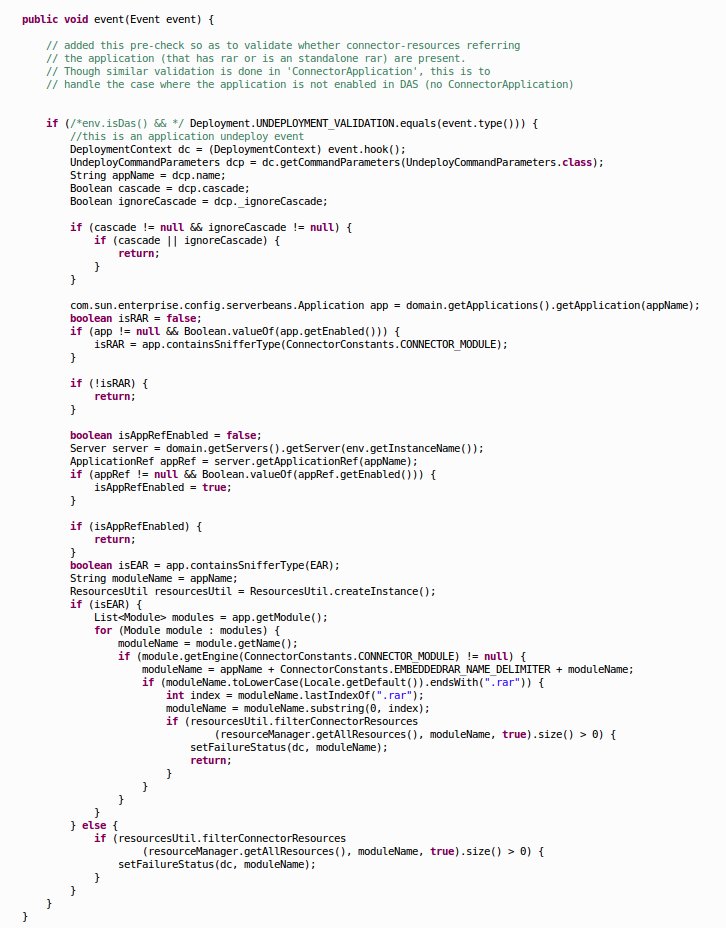 public void event(Event event) {

    // added this pre-check so as to validate whether connector-resources referring
    // the application (that has rar or is an standalone rar) are present.
    // Though similar validation is done in 'ConnectorApplication', this is to
    // handle the case where the application is not enabled in DAS (no ConnectorApplication)


    if (/*env.isDas() && */ Deployment.UNDEPLOYMENT_VALIDATION.equals(event.type())) {
        //this is an application undeploy event
        DeploymentContext dc = (DeploymentContext) event.hook();
        UndeployCommandParameters dcp = dc.getCommandParameters(UndeployCommandParameters.class);
        String appName = dcp.name;
        Boolean cascade = dcp.cascade;
        Boolean ignoreCascade = dcp._ignoreCascade;

        if (cascade != null && ignoreCascade != null) {
            if (cascade || ignoreCascade) {
                return;
            }
        }

        com.sun.enterprise.config.serverbeans.Application app = domain.getApplications().getApplication(appName);
        boolean isRAR = false;
        if (app != null && Boolean.valueOf(app.getEnabled())) {
            isRAR = app.containsSnifferType(ConnectorConstants.CONNECTOR_MODULE);
        }

        if (!isRAR) {
            return;
        }

        boolean isAppRefEnabled = false;
        Server server = domain.getServers().getServer(env.getInstanceName());
        ApplicationRef appRef = server.getApplicationRef(appName);
        if (appRef != null && Boolean.valueOf(appRef.getEnabled())) {
            isAppRefEnabled = true;
        }

        if (isAppRefEnabled) {
            return;
        }
        boolean isEAR = app.containsSnifferType(EAR);
        String moduleName = appName;
        ResourcesUtil resourcesUtil = ResourcesUtil.createInstance();
        if (isEAR) {
            List<Module> modules = app.getModule();
            for (Module module : modules) {
                moduleName = module.getName();
                if (module.getEngine(ConnectorConstants.CONNECTOR_MODULE) != null) {
                    moduleName = appName + ConnectorConstants.EMBEDDEDRAR_NAME_DELIMITER + moduleName;
                    if (moduleName.toLowerCase(Locale.getDefault()).endsWith(".rar")) {
                        int index = moduleName.lastIndexOf(".rar");
                        moduleName = moduleName.substring(0, index);
                        if (resourcesUtil.filterConnectorResources
                                (resourceManager.getAllResources(), moduleName, true).size() > 0) {
                            setFailureStatus(dc, moduleName);
                            return;
                        }
                    }
                }
            }
        } else {
            if (resourcesUtil.filterConnectorResources
                    (resourceManager.getAllResources(), moduleName, true).size() > 0) {
                setFailureStatus(dc, moduleName);
            }
        }
    }
}